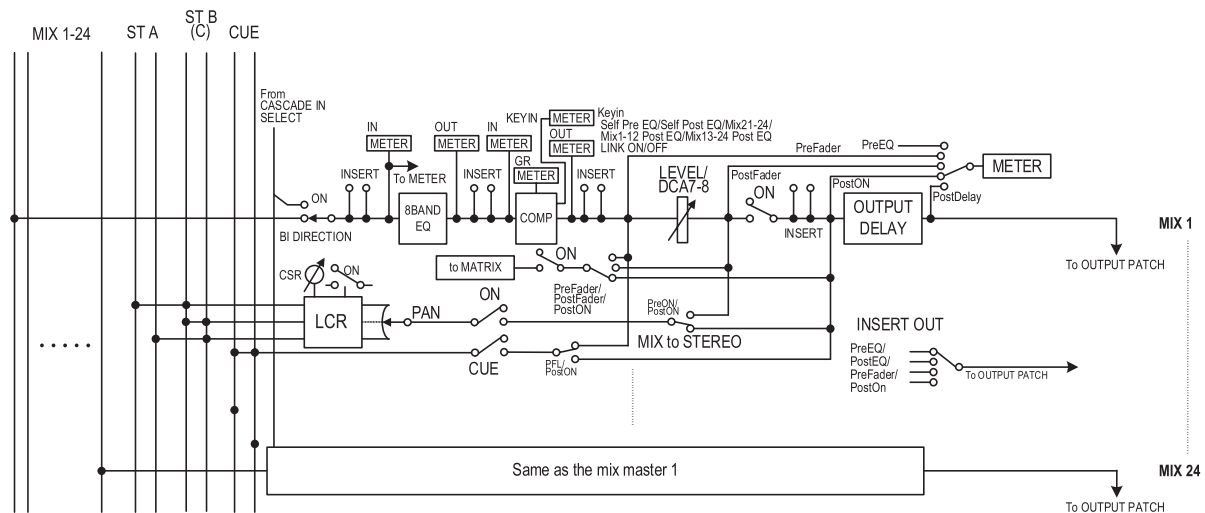 MIX 1-24
ST A
ST B
(C)
CUE
From
CASCADE IN
SELECT
IN
METER
OUT
METER
IN
METER
KEYIN
METER
Keyin
Self Pre EQ/Self Post EQ/Mix21-24/
Mix1-12 Post EQ/Mix13-24 Post EQ
LINK ON/OFF
OUT
METER
GR
METER
To METER
ON
INSERT
INSERT
INSERT
INSERT
BI DIRECTION
8BAND
EQ
COMP
LEVEL/
DCA7-8
PreFader
PreEQ
PostFader
ON
PostON
PostDelay
METER
INSERT
OUTPUT
DELAY
MIX 1
To OUTPUT PATCH
to MATRIX
ON
PreFader/
PostFader/
PostON
CSR
ON
LCR
PAN
ON
PreON/
PostON
MIX to STEREO
CUE
PFL/
PostON
INSERT OUT
PreEQ/
PostEQ/
PreFader/
PostOn
To OUTPUT PATCH
Same as the mix master 1
MIX 24
To OUTPUT PATCH